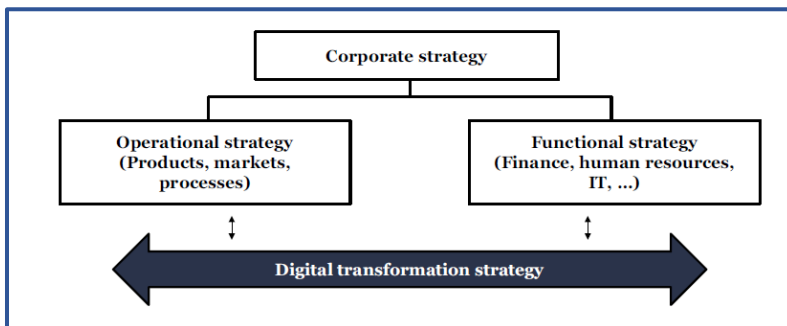 Corporate strategy
Operational strategy
(Products, markets,
processes)
Functional strategy
(Finance, human resources,
IT, ...)
Digital transformation strategy